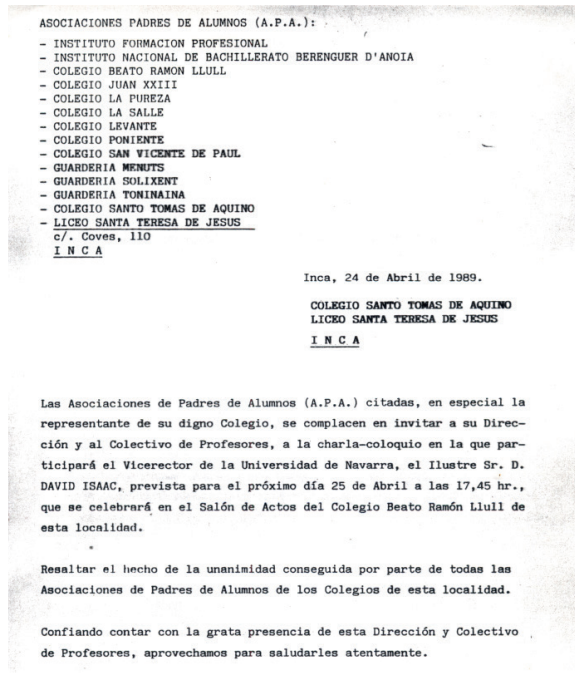 ASOCIACIONES PADRES DE ALUMNOS (A.P.A.):
- INSTITUTO FORMACION PROFESIONAL
- INSTITUTO NACIONAL DE BACHILLERATO BERENGUER D'ANOIA
- COLEGIO BEATO RAMON LLULL
- COLEGIO JUAN XXIII
- COLEGIO LA PUREZA
- COLEGIO LA SALLE
- COLEGIO LEVANTE
- COLEGIO PONIENTE
- COLEGIO SAN VICENTE DE PAUL
- GUARDERIA MENUTS
- GUARDERIA SOLIXENT
- GUARDERIA TONINAINA
- COLEGIO SANTO TOMAS DE AQUINO
- LICEO SANTA TERESA DE JESUS
c/. Coves, 110
I N C A
Inca, 24 de Abril de 1989.
COLEGIO SANTO TOMAS DE AQUINO
LICEO SANTA TERESA DE JESUS
I N C A
Las Asociaciones de Padres de Alumnos (A.P.A.) citadas, en especial la
representante de su digno Colegio, se complacen en invitar a su Direc-
ción y al Colectivo de Profesores, a la charla-coloquio en la que par-
ticipará el Vicerector de la Universidad de Navarra, el Ilustre Sr. D.
DAVID ISAAC, prevista para el próximo día 25 de Abril a las 17,45 hr.,
que se celebrará en el Salón de Actos del Colegio Beato Ramón Llull de
esta localidad.
Resaltar el hecho de la unanimidad conseguida por parte de todas las
Asociaciones de Padres de Alumnos de los Colegios de esta localidad.
Confiando contar con la grata presencia de esta Dirección y Colectivo
de Profesores, aprovechamos para saludarles atentamente.